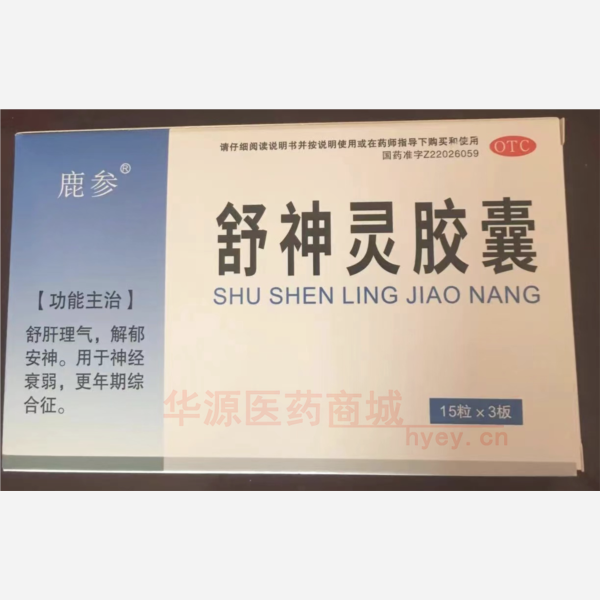 鹿参®
请仔细阅读说明书并按说明使用或在药师指导下购买和使用
国药准字Z22026059
OTC
舒神灵胶囊
SHU SHEN LING JIAO NANG
【功能主治】
舒肝理气，解郁
安神。用于神经
衰弱，更年期综
合征。
华源医药商城
hyey.cn
15粒×3板